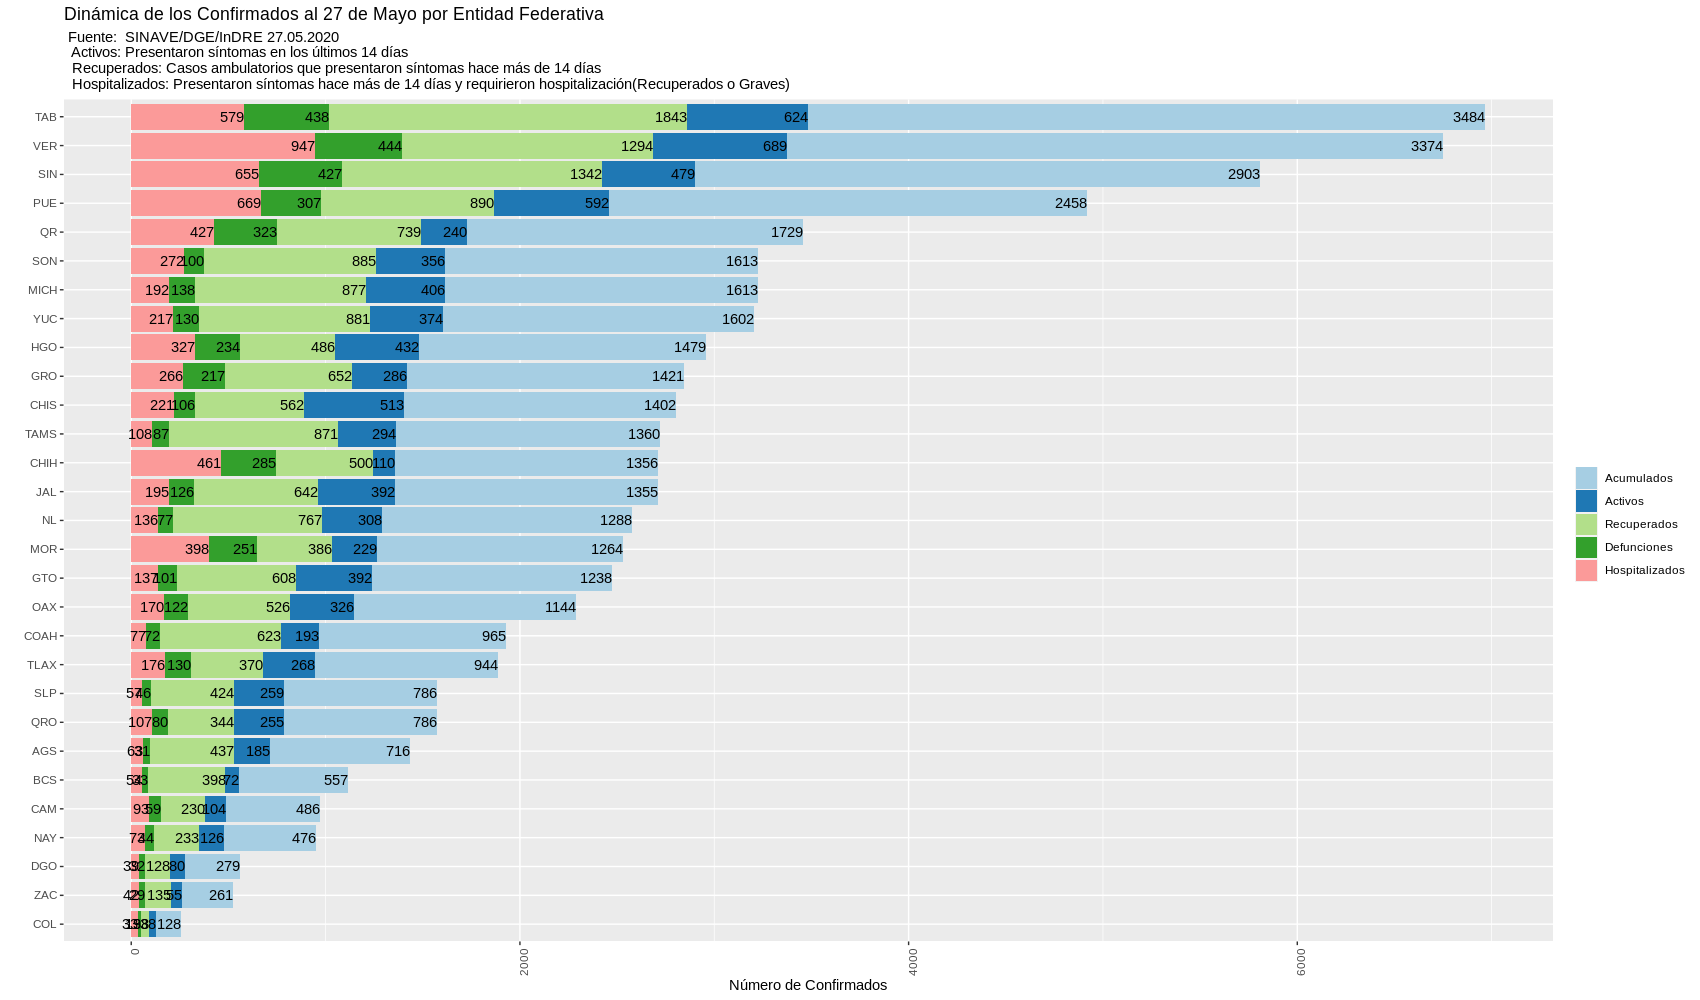 Dinámica de los Confirmados al 27 de Mayo por Entidad Federativa
Fuente:  SINAVE/DGE/InDRE 27.05.2020
Activos: Presentaron síntomas en los últimos 14 días
Recuperados: Casos ambulatorios que presentaron síntomas hace más de 14 días
Hospitalizados: Presentaron síntomas hace más de 14 días y requirieron hospitalización(Recuperados o Graves)
TAB 579 438 1843 624 3484
VER 947 444 1294 689 3374
SIN 655 427 1342 479 2903
PUE 669 307 890 592 2458
QR 427 323 739 240 1729
SON 272 100 885 356 1613
MICH 192 138 877 406 1613
YUC 217 130 881 374 1602
HGO 327 234 486 432 1479
GRO 266 217 652 286 1421
CHIS 221 106 562 513 1402
TAMS 108 87 871 294 1360
CHIH 461 285 500 110 1356
JAL 195 126 642 392 1355
NL 136 77 767 308 1288
MOR 398 251 386 229 1264
GTO 137 101 608 392 1238
OAX 170 122 526 326 1144
COAH 77 72 623 193 965
TLAX 176 130 370 268 944
SLP 57 46 424 259 786
QRO 107 80 344 255 786
AGS 63 31 437 185 716
BCS 54 33 398 72 557
CAM 93 59 230 104 486
NAY 73 44 233 126 476
DGO 39 32 128 80 279
ZAC 42 29 135 55 261
COL 128
0 2000 4000 6000
Número de Confirmados
Acumulados
Activos
Recuperados
Defunciones
Hospitalizados